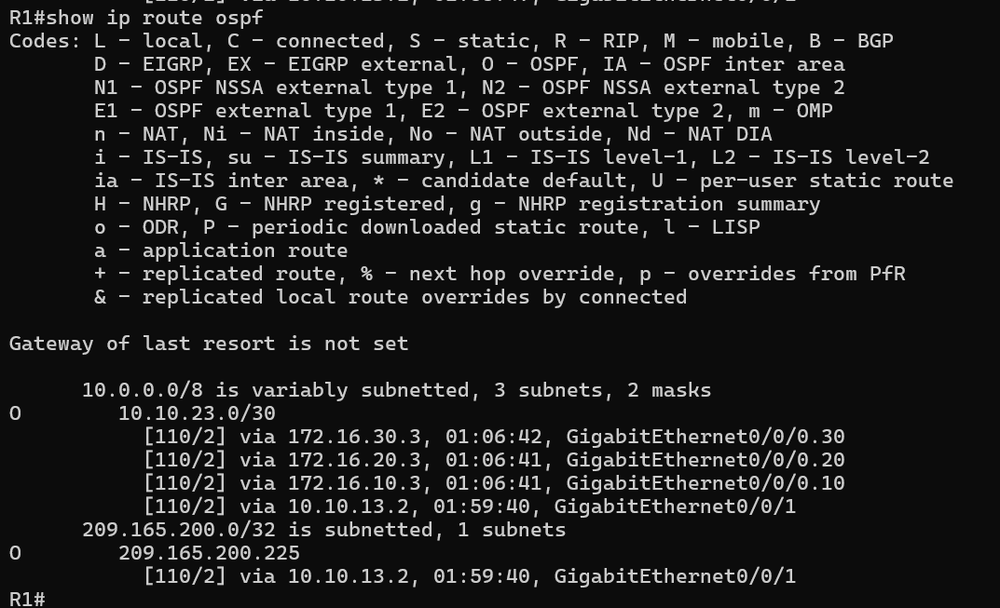 R1#show ip route ospf
Codes: L - local, C - connected, S - static, R - RIP, M - mobile, B - BGP
       D - EIGRP, EX - EIGRP external, O - OSPF, IA - OSPF inter area
       N1 - OSPF NSSA external type 1, N2 - OSPF NSSA external type 2
       E1 - OSPF external type 1, E2 - OSPF external type 2, m - OMP
       n - NAT, Ni - NAT inside, No - NAT outside, Nd - NAT DIA
       i - IS-IS, su - IS-IS summary, L1 - IS-IS level-1, L2 - IS-IS level-2
       ia - IS-IS inter area, * - candidate default, U - per-user static route
       H - NHRP, G - NHRP registered, g - NHRP registration summary
       o - ODR, P - periodic downloaded static route, l - LISP
       a - application route
       + - replicated route, % - next hop override, p - overrides from PfR
       & - replicated local route overrides by connected
Gateway of last resort is not set
      10.0.0.0/8 is variably subnetted, 3 subnets, 2 masks
O        10.10.23.0/30
           [110/2] via 172.16.30.3, 01:06:42, GigabitEthernet0/0/0.30
           [110/2] via 172.16.20.3, 01:06:41, GigabitEthernet0/0/0.20
           [110/2] via 172.16.10.3, 01:06:41, GigabitEthernet0/0/0.10
           [110/2] via 10.10.13.2, 01:59:40, GigabitEthernet0/0/1
      209.165.200.0/32 is subnetted, 1 subnets
O        209.165.200.225
           [110/2] via 10.10.13.2, 01:59:40, GigabitEthernet0/0/1
R1#